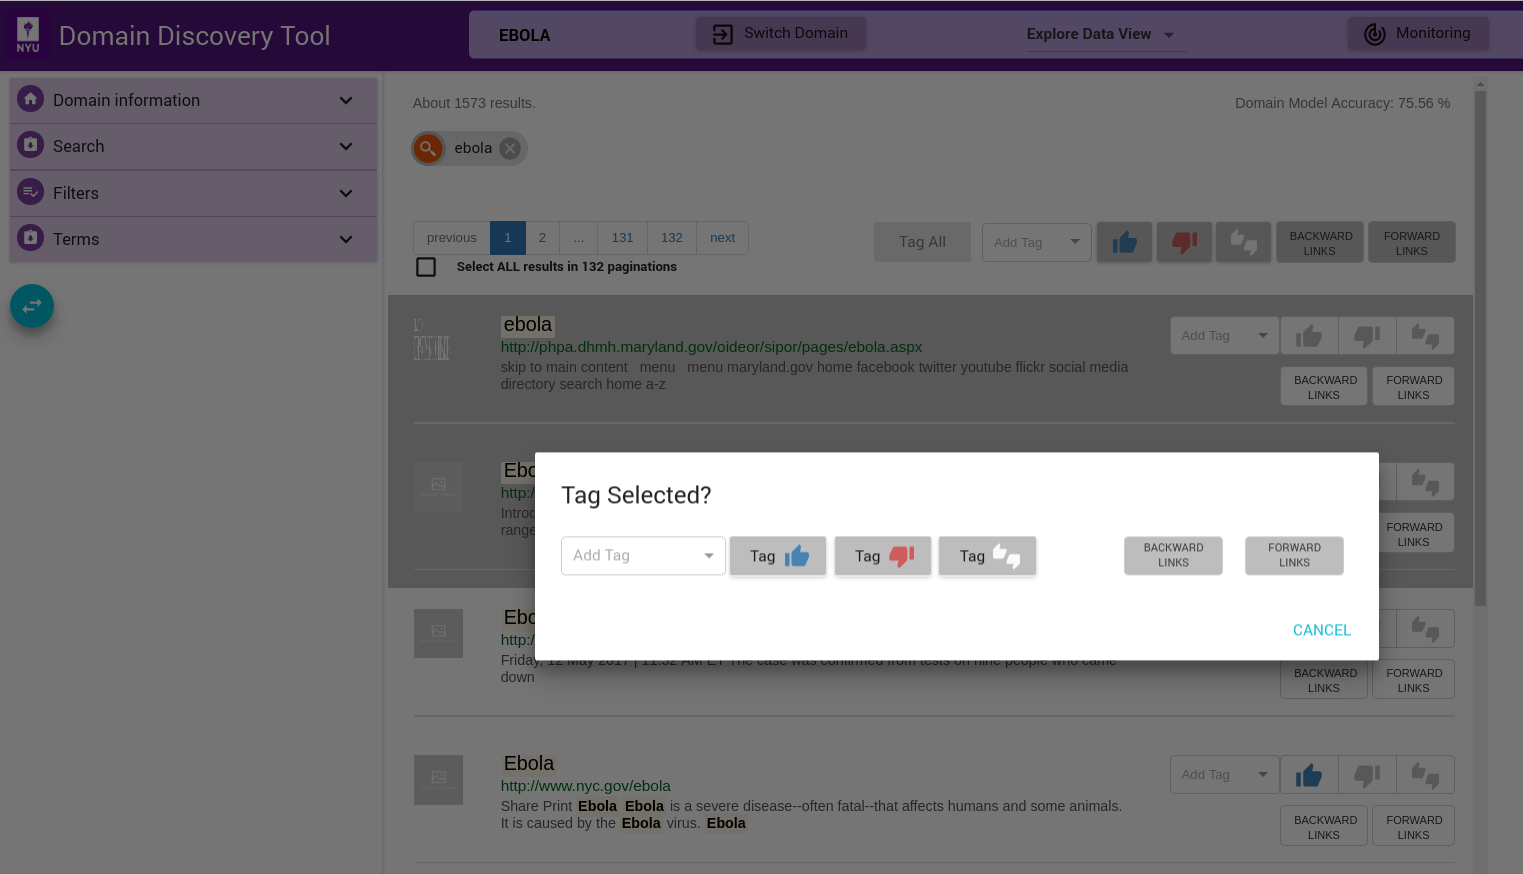 NYU
Domain Discovery Tool
EBOLA
Switch Domain
Explore Data View
Monitoring
Domain information
Search
Filters
Terms
About 1573 results.
Domain Model Accuracy: 75.56 %
ebola
previous 1 2 ... 131 132 next
Tag All
Add Tag
BACKWARD
LINKS
FORWARD
LINKS
Select ALL results in 132 paginations
ebola
http://phpa.dhmh.maryland.gov/oideor/sipor/pages/ebola.aspx
skip to main content menu menu maryland.gov home facebook twitter youtube flickr social media
directory search home a-z
Add Tag
BACKWARD
LINKS
FORWARD
LINKS
Ebo
http:/
Introd
range
FORWARD
LINKS
Tag Selected?
Add Tag
Tag
Tag
Tag
BACKWARD
LINKS
FORWARD
LINKS
CANCEL
Ebo
http:/
Friday, 12 May 2017 | 11:52 AM ET The case was confirmed from tests on nine people who came
down
BACKWARD
LINKS
FORWARD
LINKS
Ebola
http://www.nyc.gov/ebola
Share Print Ebola Ebola is a severe disease--often fatal--that affects humans and some animals.
It is caused by the Ebola virus. Ebola
Add Tag
BACKWARD
LINKS
FORWARD
LINKS